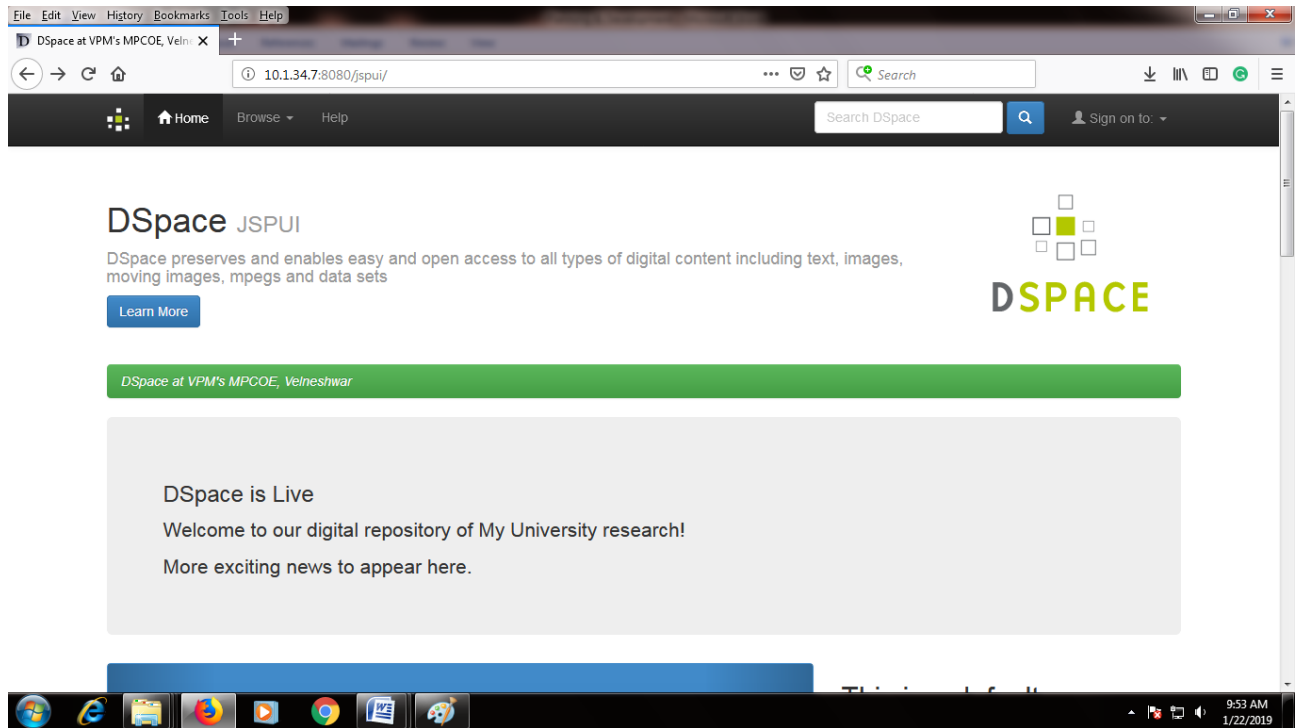 File Edit View History Bookmarks Tools Help
DSpace at VPM's MPCOE, Velne
10.1.34.7:8080/jspui/
Search
Home Browse Help
Search DSpace
Sign on to:
DSpace JSPUI
DSpace preserves and enables easy and open access to all types of digital content including text, images,
moving images, mpegs and data sets
Learn More
DSPACE
DSpace at VPM's MPCOE, Velneshwar
DSpace is Live
Welcome to our digital repository of My University research!
More exciting news to appear here.
9:53 AM
1/22/2019